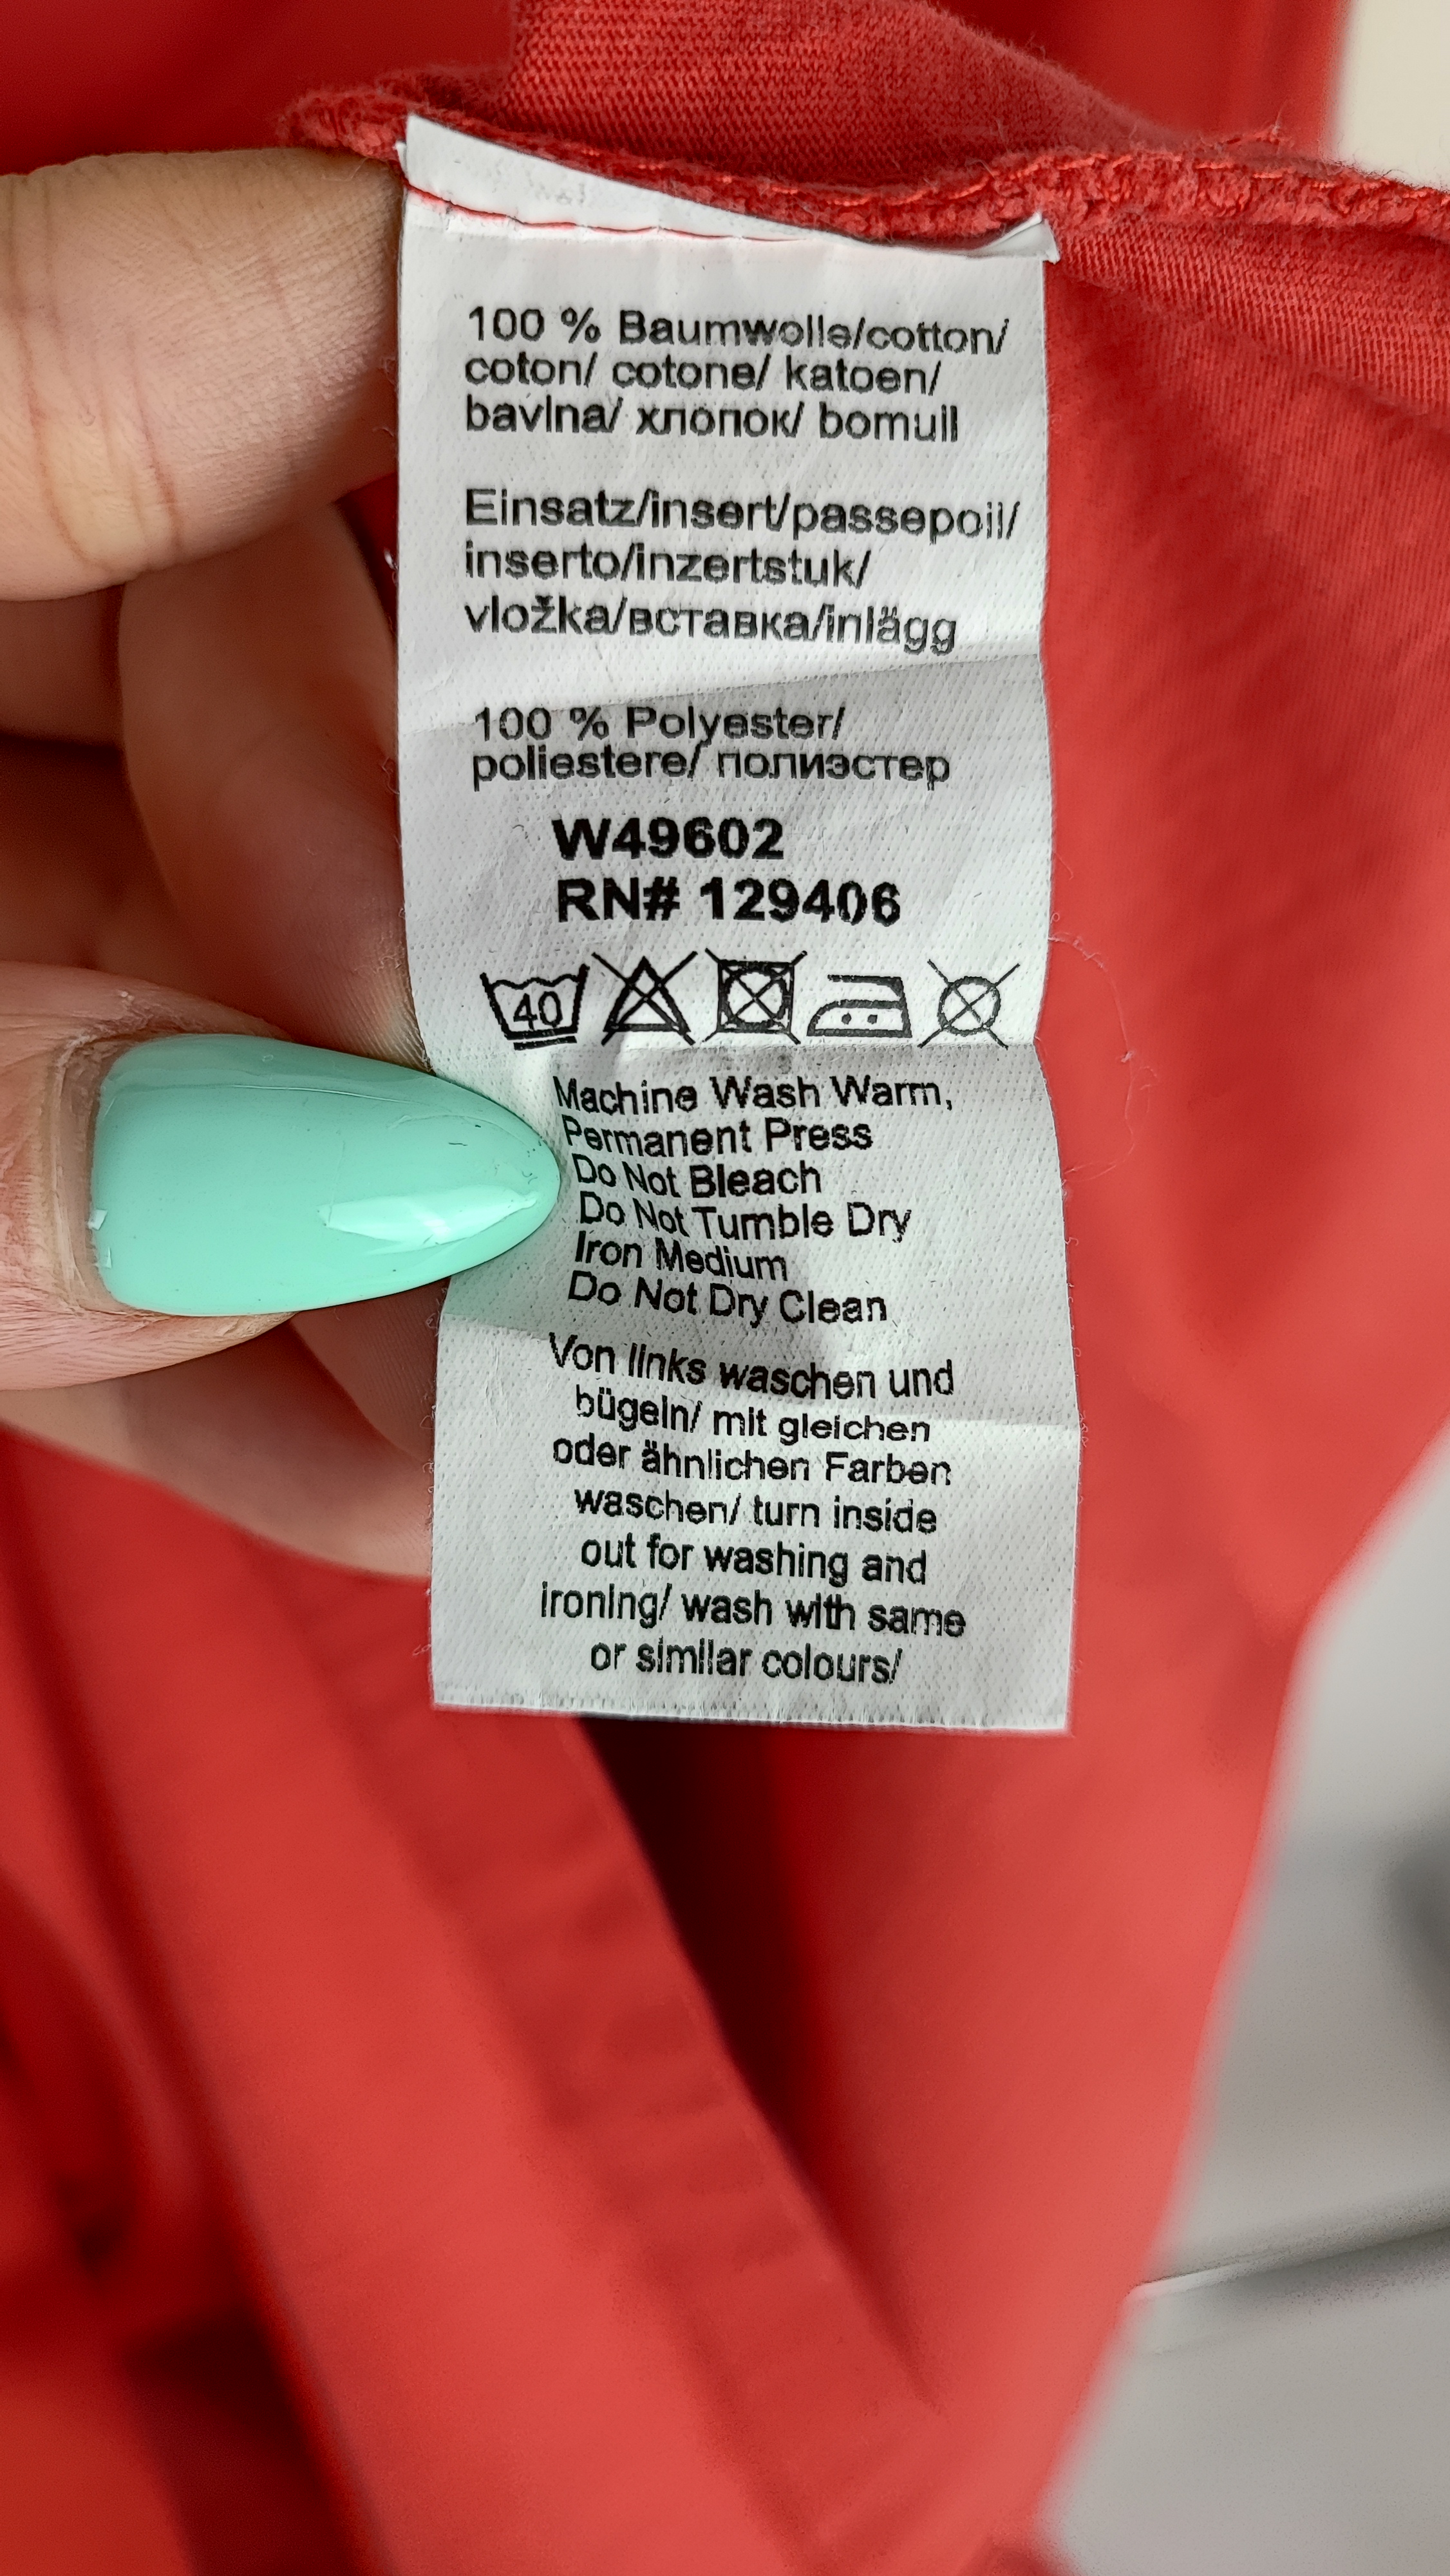 100 % Baumwolle/cotton/
coton/ cotone/ katoen/
bavlna/ хлопок/ bomull
Einsatz/insert/passepoil/
inserto/inzertstuk/
vložka/вставка/inlägg
100 % Polyester/
poliestere/ полиэстер
W49602
RN# 129406
40
Machine Wash Warm,
Permanent Press
Do Not Bleach
Do Not Tumble Dry
Iron Medium
Do Not Dry Clean
Von links waschen und
bügeln/ mit gleichen
oder ähnlichen Farben
waschen/ turn inside
out for washing and
ironing/ wash with same
or similar colours/